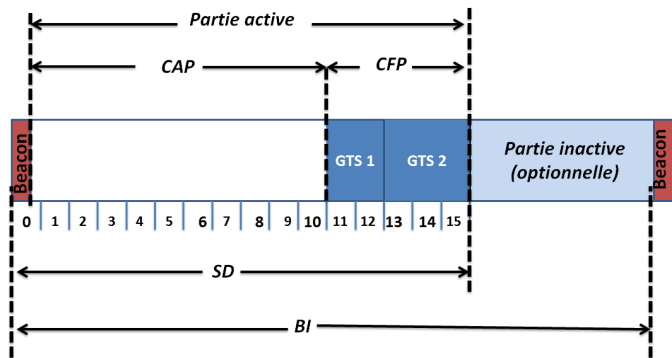 Partie active
CAP
CFP
Beacon
GTS 1
GTS 2
Partie inactive
(optionnelle)
Beacon
0 1 2 3 4 5 6 7 8 9 10 11 12 13 14 15
SD
BI